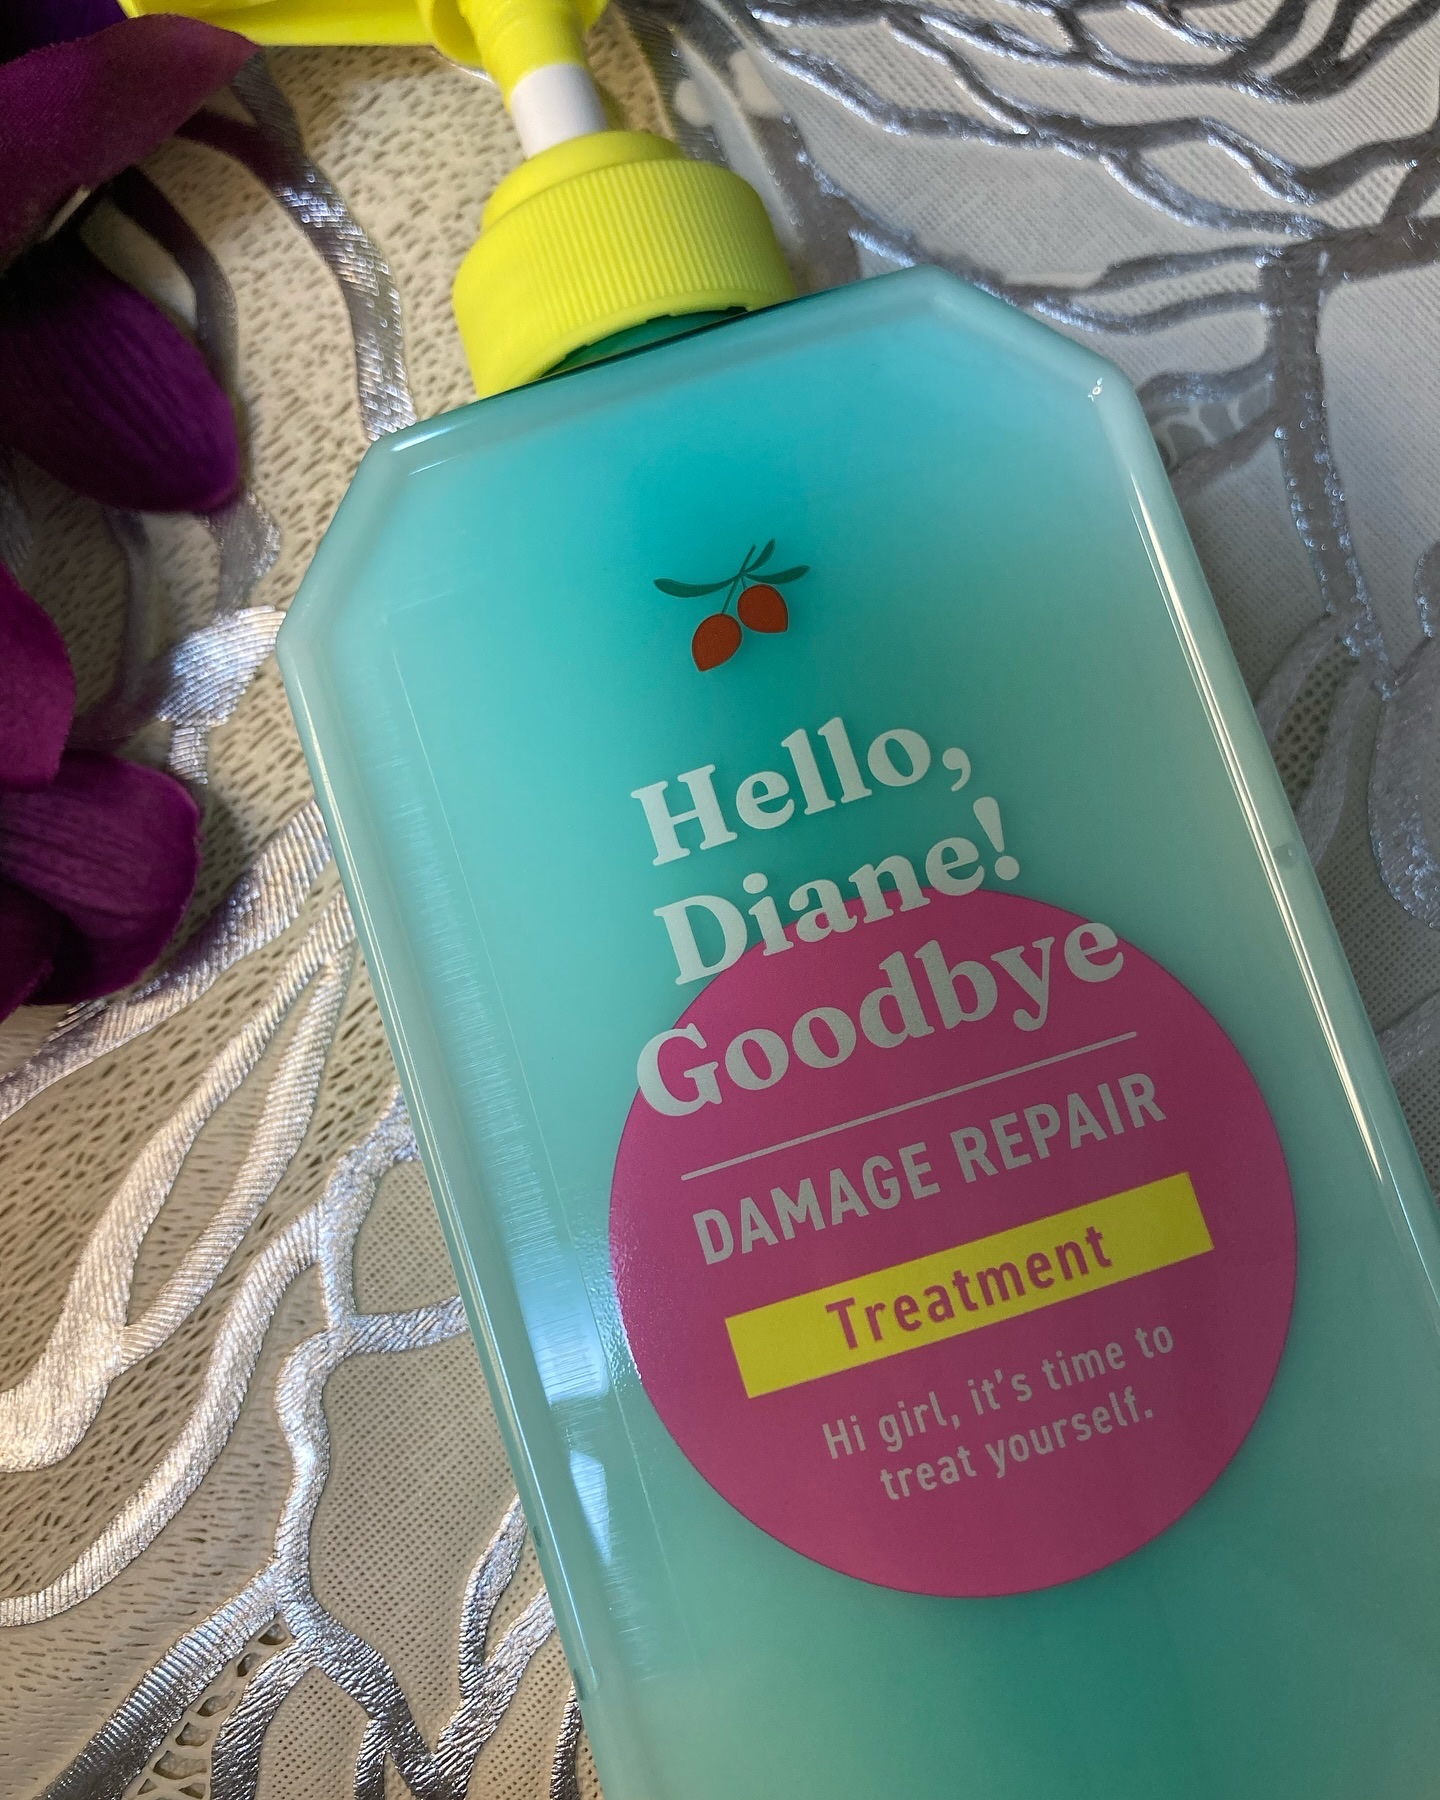 Hello,
Diane!
Goodbye
DAMAGE REPAIR
Treatment
Hi girl, it's time to
treat yourself.